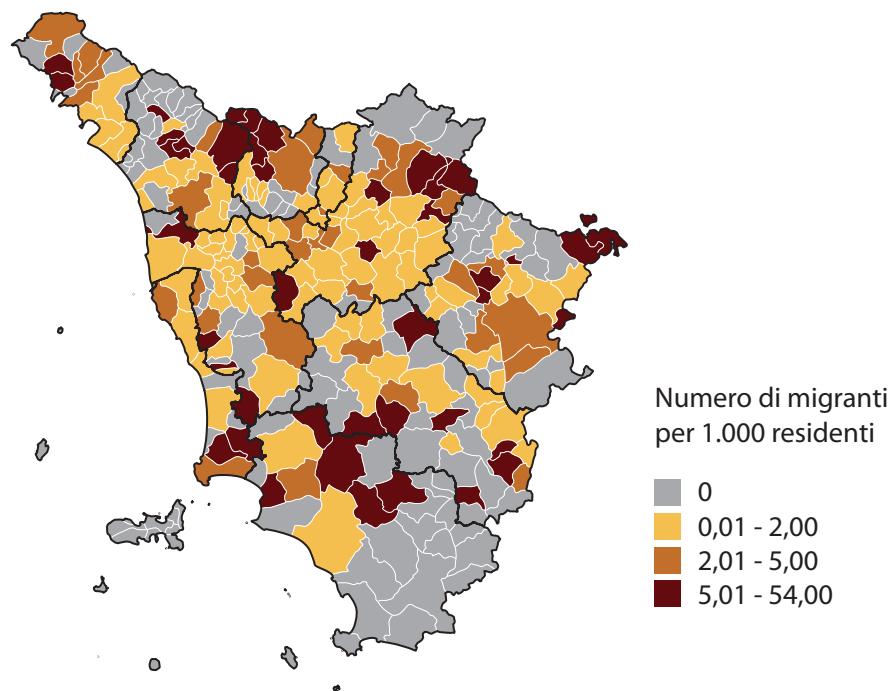 Numero di migranti
per 1.000 residenti
0
0,01 - 2,00
2,01 - 5,00
5,01 - 54,00